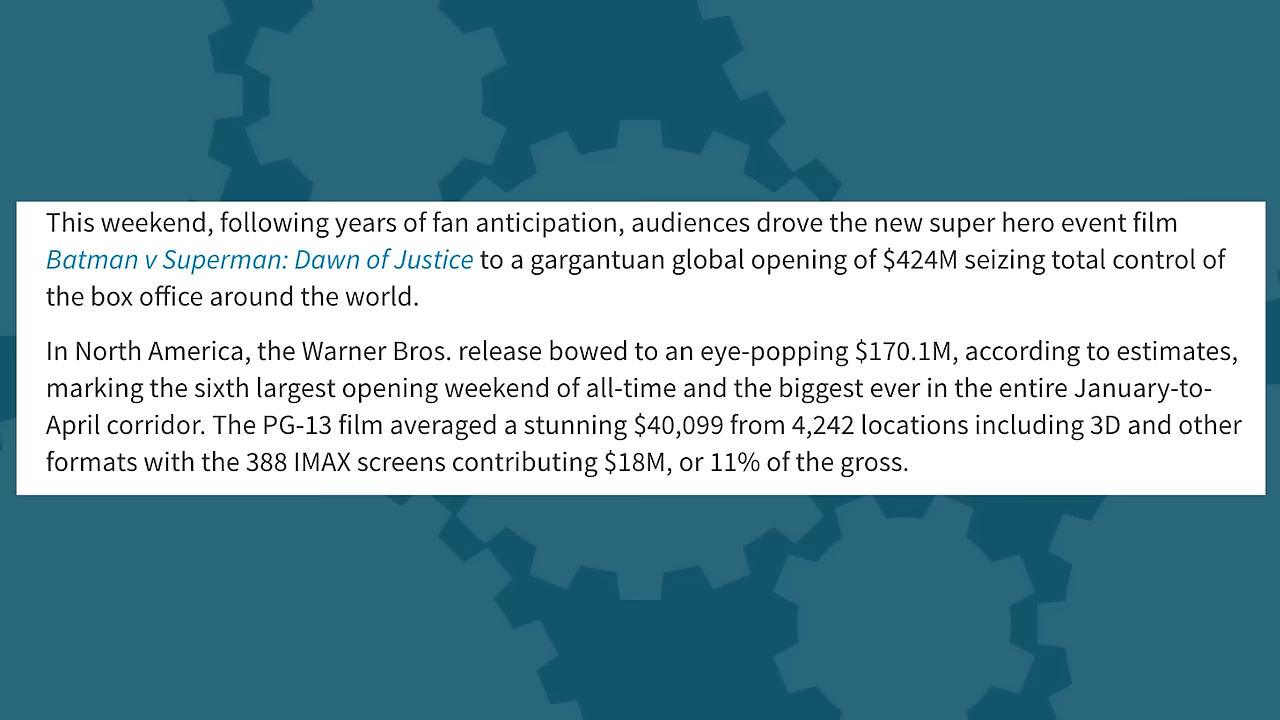 This weekend, following years of fan anticipation, audiences drove the new super hero event film
Batman v Superman: Dawn of Justice to a gargantuan global opening of $424M seizing total control of
the box office around the world.
In North America, the Warner Bros. release bowed to an eye-popping $170.1M, according to estimates,
marking the sixth largest opening weekend of all-time and the biggest ever in the entire January-to-
April corridor. The PG-13 film averaged a stunning $40,099 from 4,242 locations including 3D and other
formats with the 388 IMAX screens contributing $18M, or 11% of the gross.